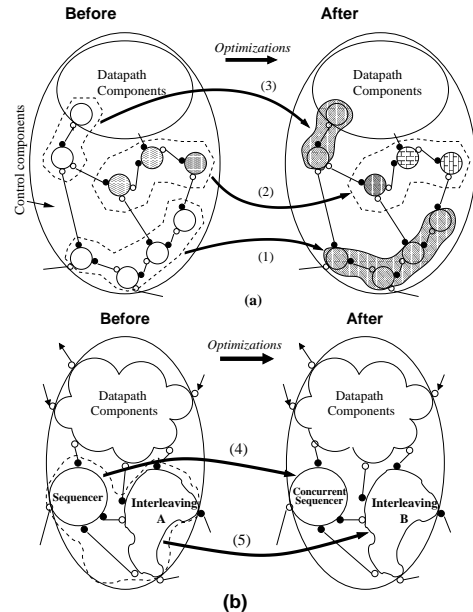 Before
After
Optimizations
Datapath
Components
Datapath
Components
Control components
(3)
(2)
(1)
(a)
Before
After
Optimizations
Datapath
Components
Datapath
Components
(4)
Sequencer
Interleaving
A
Concurrent
Sequencer
Interleaving
B
(5)
(b)